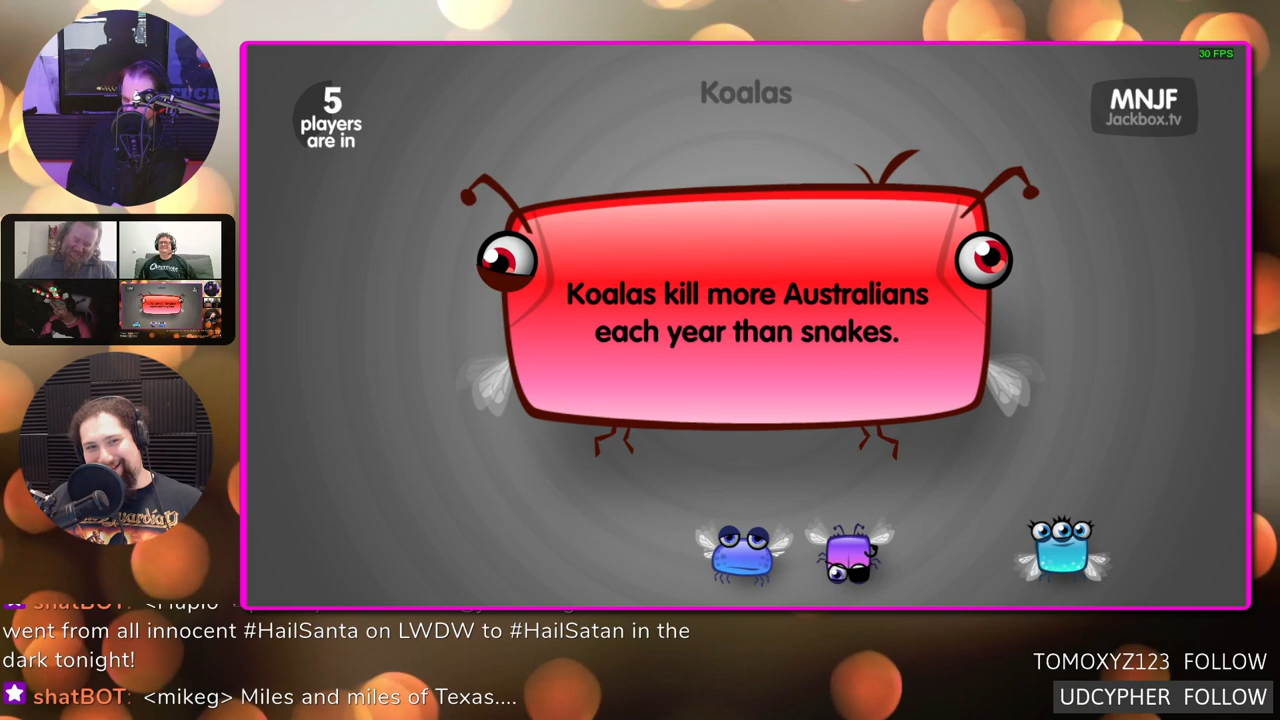 30 FPS
5
players
are in
Koalas
MNJF
Jackbox.tv
Koalas kill more Australians
each year than snakes.
shatBOT:
went from all innocent #HailSanta on LWDW to #HailSatan in the
dark tonight!
shatBOT: <mikeg> Miles and miles of Texas....
TOMOXYZ123 FOLLOW
UDCYPHER FOLLOW